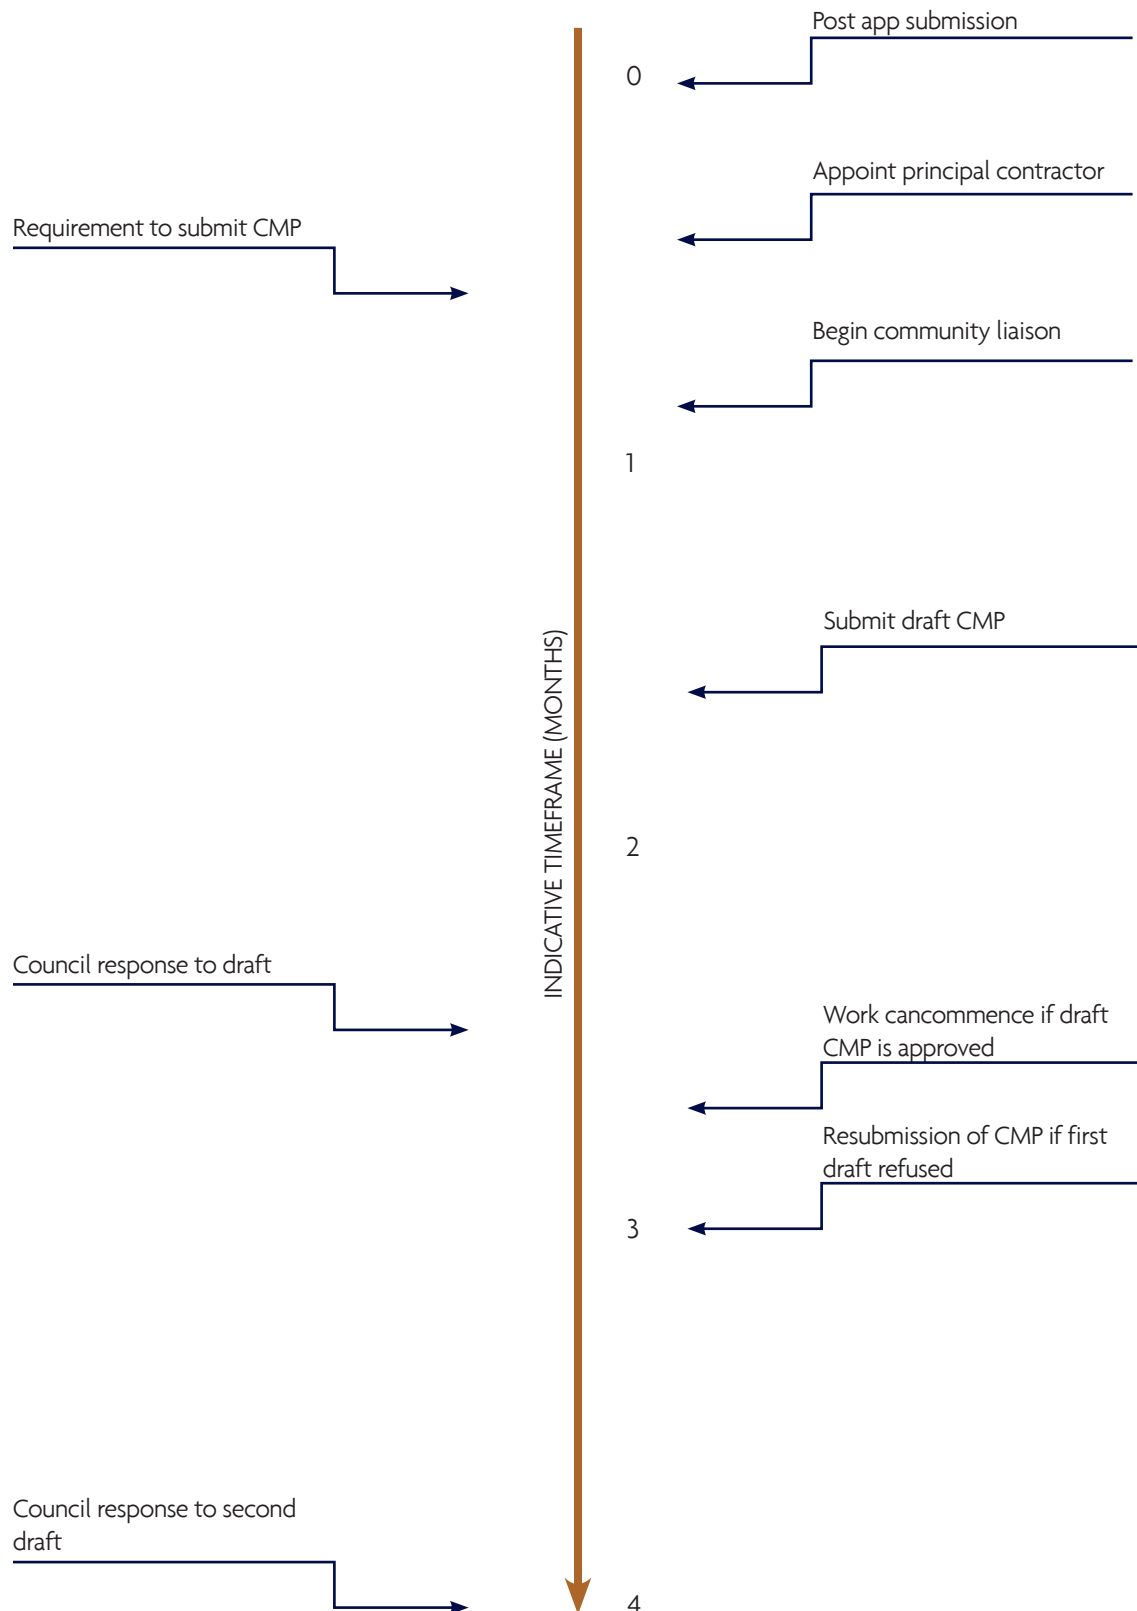 Post app submission
0
Appoint principal contractor
Requirement to submit CMP
Begin community liaison
1
Submit draft CMP
INDICATIVE TIMEFRAME (MONTHS)
2
Council response to draft
Work cancommence if draft
CMP is approved
Resubmission of CMP if first
draft refused
3
Council response to second
draft
4